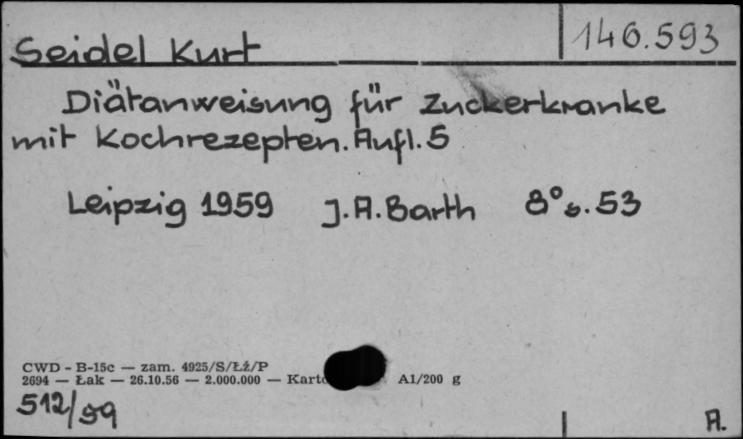 Seidel Kurt 146.593
Diätanweisung für Zuckerkranke
mit Kochrezepten. Aufl. 5
Leipzig 1959 J. A. Barth 8° s. 53
CWD - B-15c — zam. 4925/S/Łż/P
2694 — Łak — 26.10.56 — 2.000.000 — A1/200 g
512/59
A.